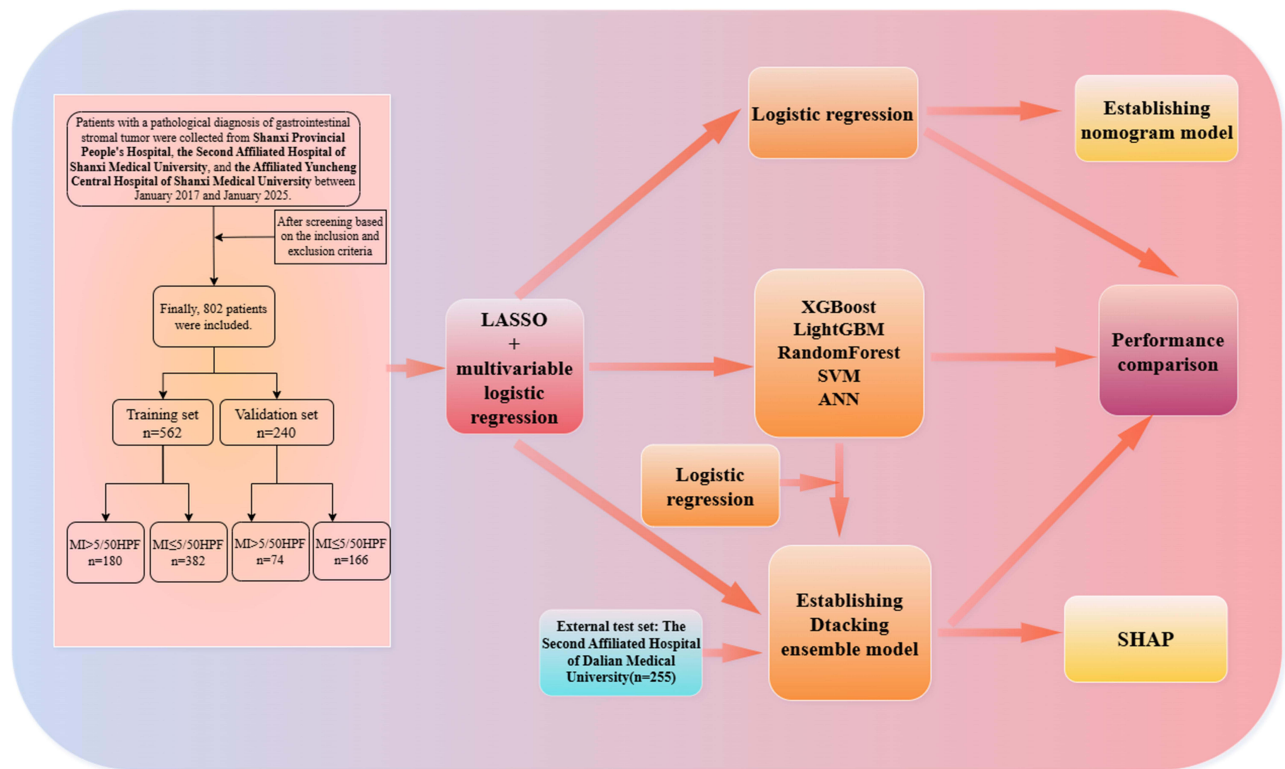 Patients with a pathological diagnosis of gastrointestinal
stromal tumor were collected from Shanxi Provincial
People's Hospital, the Second Affiliated Hospital of
Shanxi Medical University, and the Affiliated Yuncheng
Central Hospital of Shanxi Medical University between
January 2017 and January 2025.
After screening based
on the inclusion and
exclusion criteria
Finally, 802 patients
were included.
Training set
n=562
Validation set
n=240
MI>5/50HPF
n=180
MI≤5/50HPF
n=382
MI>5/50HPF
n=74
MI≤5/50HPF
n=166
LASSO
+
multivariable
logistic
regression
Logistic regression
Establishing
nomogram model
XGBoost
LightGBM
RandomForest
SVM
ANN
Performance
comparison
Logistic
regression
Establishing
Dtacking
ensemble model
External test set: The
Second Affiliated Hospital
of Dalian Medical
University(n=255)
SHAP